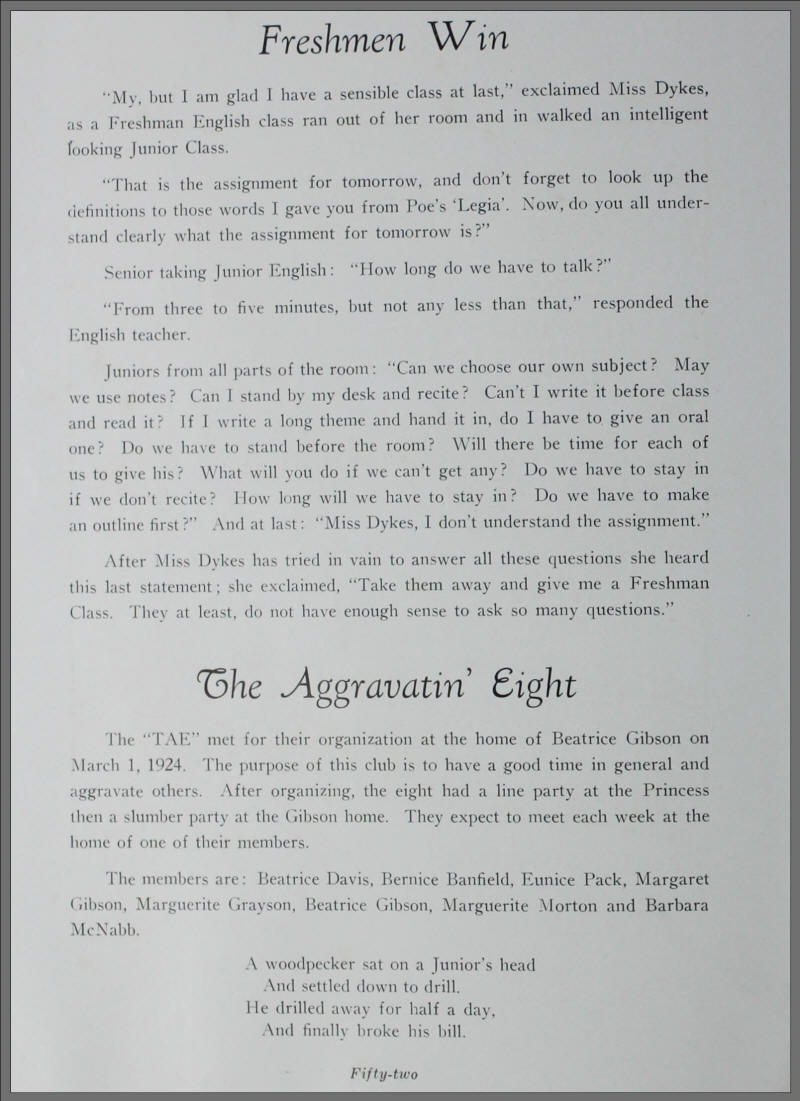 Freshmen Win
“My, but I am glad I have a sensible class at last,” exclaimed Miss Dykes,
as a Freshman English class ran out of her room and in walked an intelligent
looking Junior Class.
“That is the assignment for tomorrow, and don’t forget to look up the
definitions to those words I gave you from Poe’s ‘Legia’. Now, do you all under-
stand clearly what the assignment for tomorrow is?”
Senior taking Junior English: “How long do we have to talk?”
“From three to five minutes, but not any less than that,” responded the
English teacher.
Juniors from all parts of the room: “Can we choose our own subject? May
we use notes? Can I stand by my desk and recite? Can’t I write it before class
and read it? If I write a long theme and hand it in, do I have to give an oral
one? Do we have to stand before the room? Will there be time for each of
us to give his? What will you do if we can’t get any? Do we have to stay in
if we don’t recite? How long will we have to stay in? Do we have to make
an outline first?” And at last: “Miss Dykes, I don’t understand the assignment.”
After Miss Dykes has tried in vain to answer all these questions she heard
this last statement; she exclaimed, “Take them away and give me a Freshman
Class. They at least, do not have enough sense to ask so many questions.”
The Aggravatin’ Eight
The “TAE” met for their organization at the home of Beatrice Gibson on
March 1, 1924. The purpose of this club is to have a good time in general and
aggravate others. After organizing, the eight had a line party at the Princess
then a slumber party at the Gibson home. They expect to meet each week at the
home of one of their members.
The members are: Beatrice Davis, Bernice Banfield, Eunice Pack, Margaret
Gibson, Marguerite Grayson, Beatrice Gibson, Marguerite Morton and Barbara
McNabb.
A woodpecker sat on a Junior’s head
And settled down to drill.
He drilled away for half a day,
And finally broke his bill.
Fifty-two